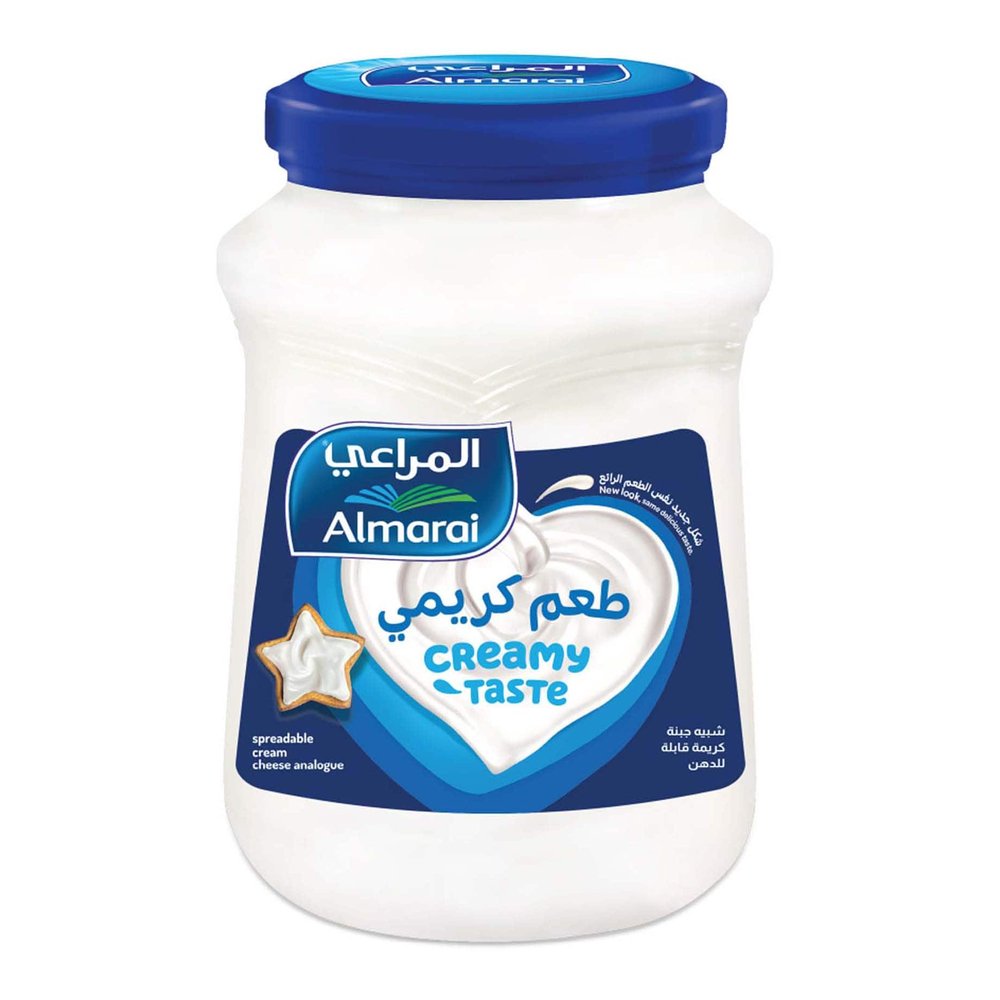 المراعي
Almarai
المراعي
Almarai
شكل جديد نفس الطعم الرائع
New look, same delicious taste.
طعم كريمي
creamy
taste
spreadable
cream
cheese analogue
شبيه جبنة
كريمة قابلة
للدهن